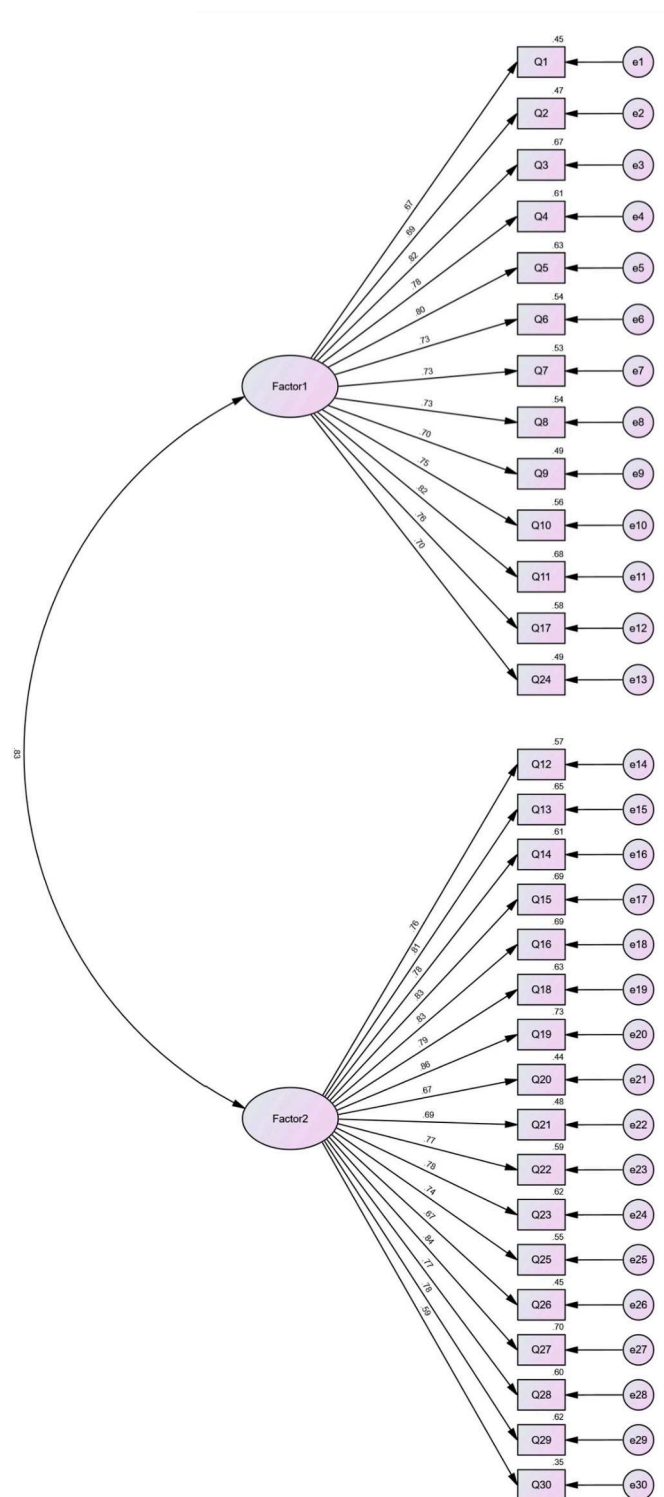 .45
Q1 e1
.47
Q2 e2
.67
Q3 e3
.61
Q4 e4
.63
Q5 e5
.54
Q6 e6
.53
Q7 e7
.54
Q8 e8
.49
Q9 e9
.56
Q10 e10
.68
Q11 e11
.58
Q17 e12
.49
Q24 e13
.67
.69
.82
.78
.80
.73
.73
.73
.70
.75
.82
.76
.70
Factor1
.83
.57
Q12 e14
.65
Q13 e15
.61
Q14 e16
.69
Q15 e17
.69
Q16 e18
.63
Q18 e19
.73
Q19 e20
.44
Q20 e21
.48
Q21 e22
.59
Q22 e23
.62
Q23 e24
.55
Q25 e25
.45
Q26 e26
.70
Q27 e27
.60
Q28 e28
.62
Q29 e29
.35
Q30 e30
.76
.81
.78
.83
.83
.79
.86
.67
.69
.77
.78
.74
.67
.84
.77
.78
.59
Factor2